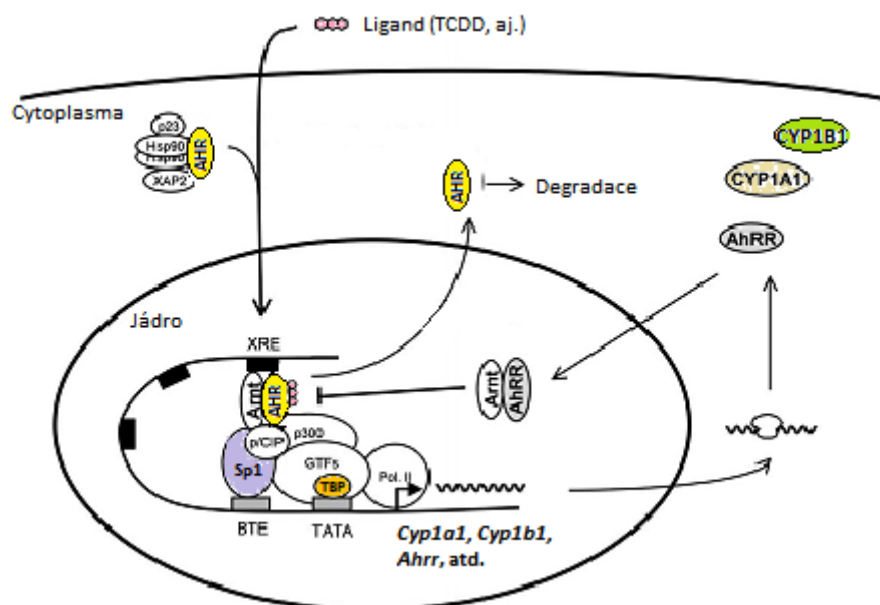 Ligand (TCDD, aj.)
Cytoplasma
p23
Hsp90
Hsp90
XAP2
AHR
AHR
Degradace
CYP1B1
CYP1A1
AhRR
Jádro
XRE
Arnt
AHR
Arnt
AhRR
p/CIP
p300
Sp1
GTFs
TBP
Pol. II
BTE
TATA
Cyp1a1, Cyp1b1,
Ahrr, atd.